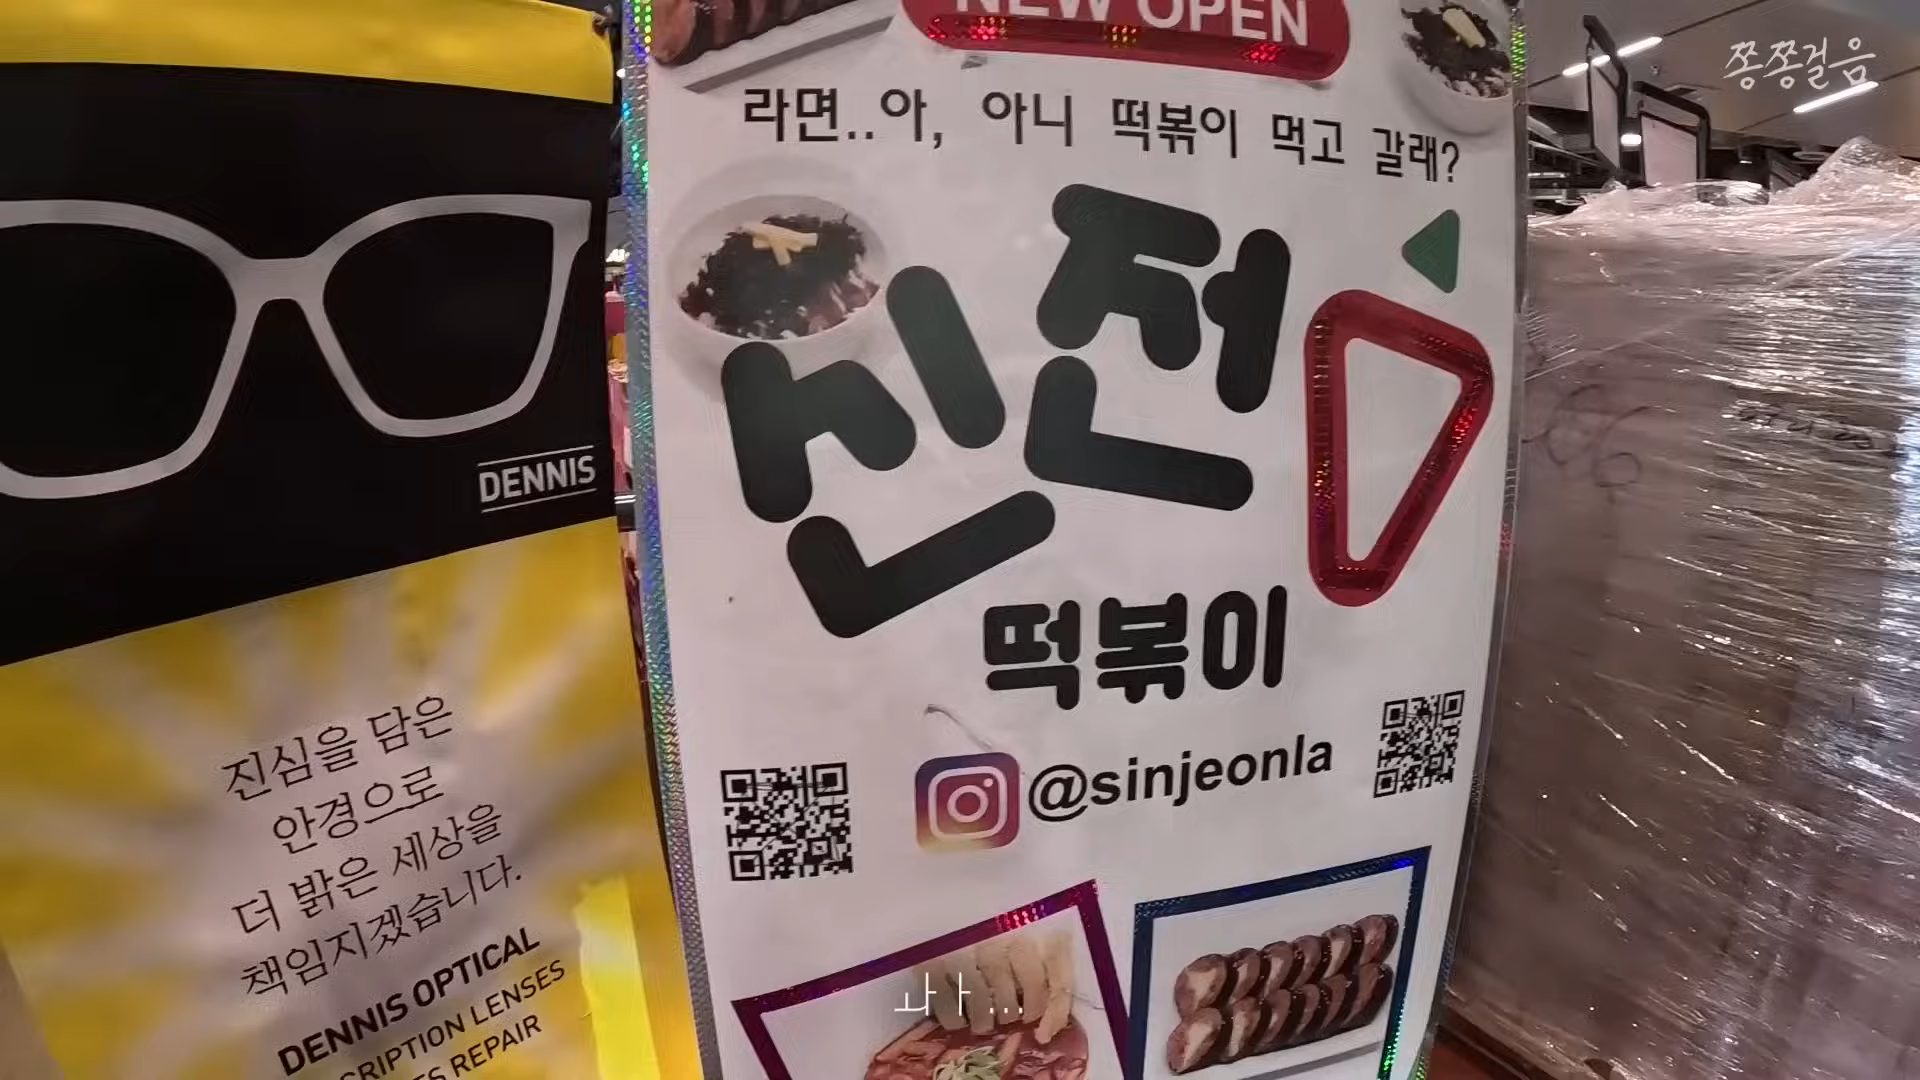 NEW OPEN
쫑쫑걸음
라면..아, 아니 떡볶이 먹고 갈래?
신전
떡볶이
@sinjeonla
DENNIS
진심을 담은
안경으로
더 밝은 세상을
책임지겠습니다.
DENNIS OPTICAL
SCRIPTION LENSES
ES REPAIR